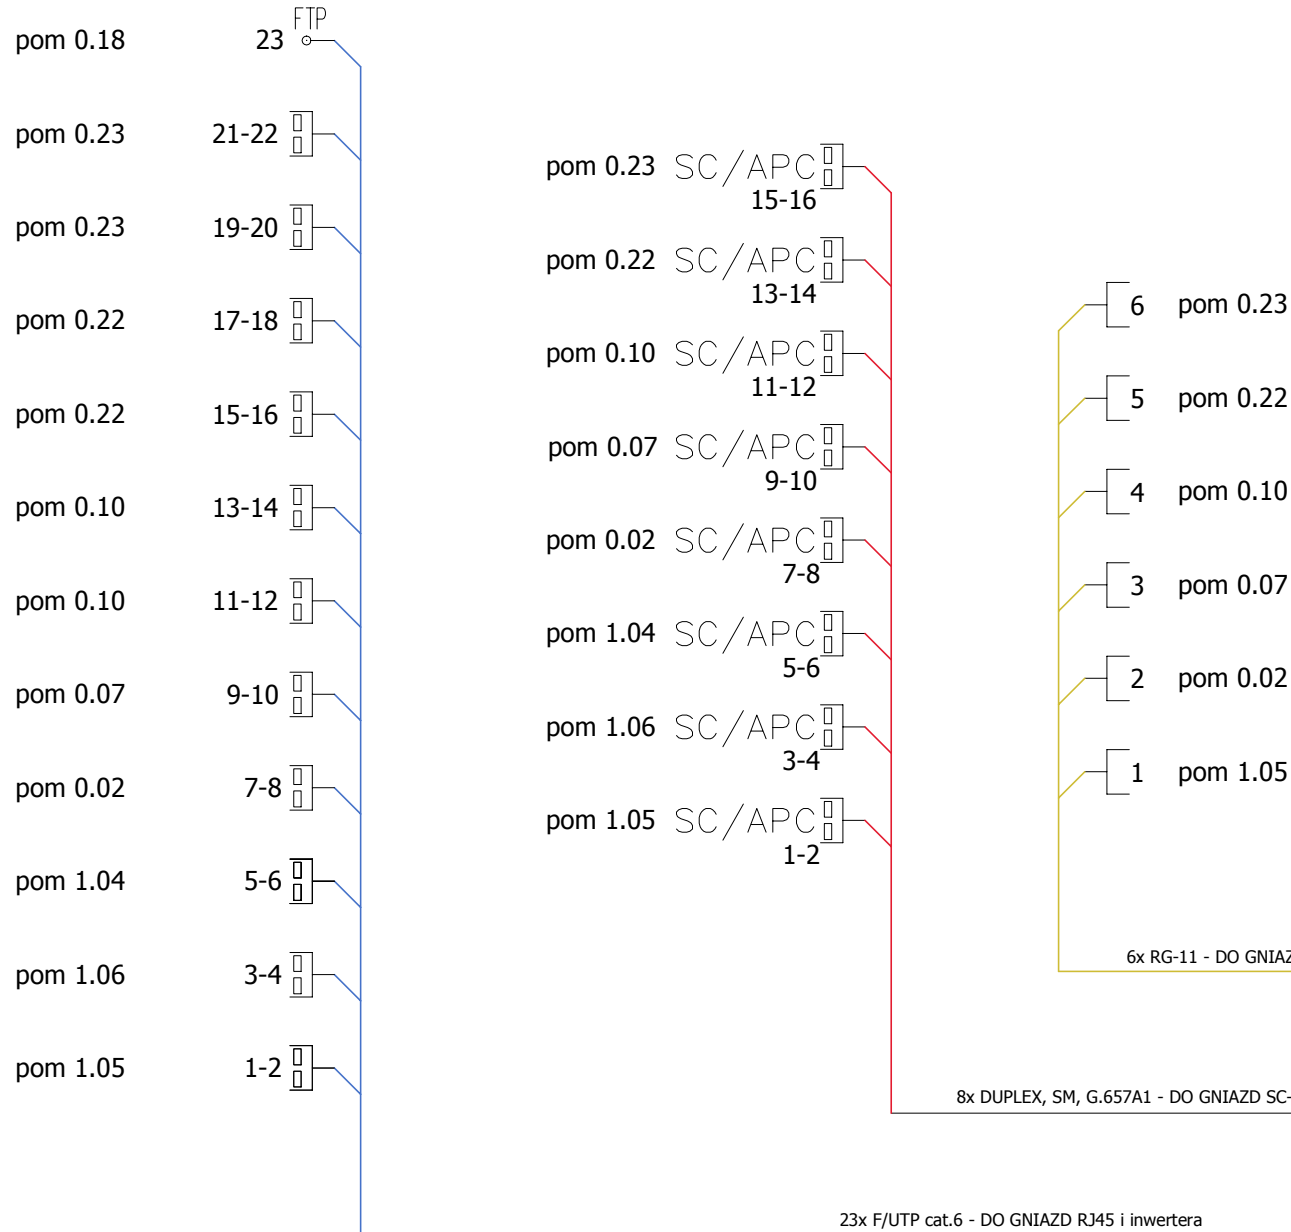 FTP
pom 0.18 23
pom 0.23 21-22
pom 0.23 19-20
pom 0.22 17-18
pom 0.22 15-16
pom 0.10 13-14
pom 0.10 11-12
pom 0.07 9-10
pom 0.02 7-8
pom 1.04 5-6
pom 1.06 3-4
pom 1.05 1-2
pom 0.23 SC/APC
15-16
pom 0.22 SC/APC
13-14
pom 0.10 SC/APC
11-12
pom 0.07 SC/APC
9-10
pom 0.02 SC/APC
7-8
pom 1.04 SC/APC
5-6
pom 1.06 SC/APC
3-4
pom 1.05 SC/APC
1-2
6 pom 0.23
5 pom 0.22
4 pom 0.10
3 pom 0.07
2 pom 0.02
1 pom 1.05
6x RG-11 - DO GNIAZ
8x DUPLEX, SM, G.657A1 - DO GNIAZD SC-
23x F/UTP cat.6 - DO GNIAZD RJ45 i inwertera